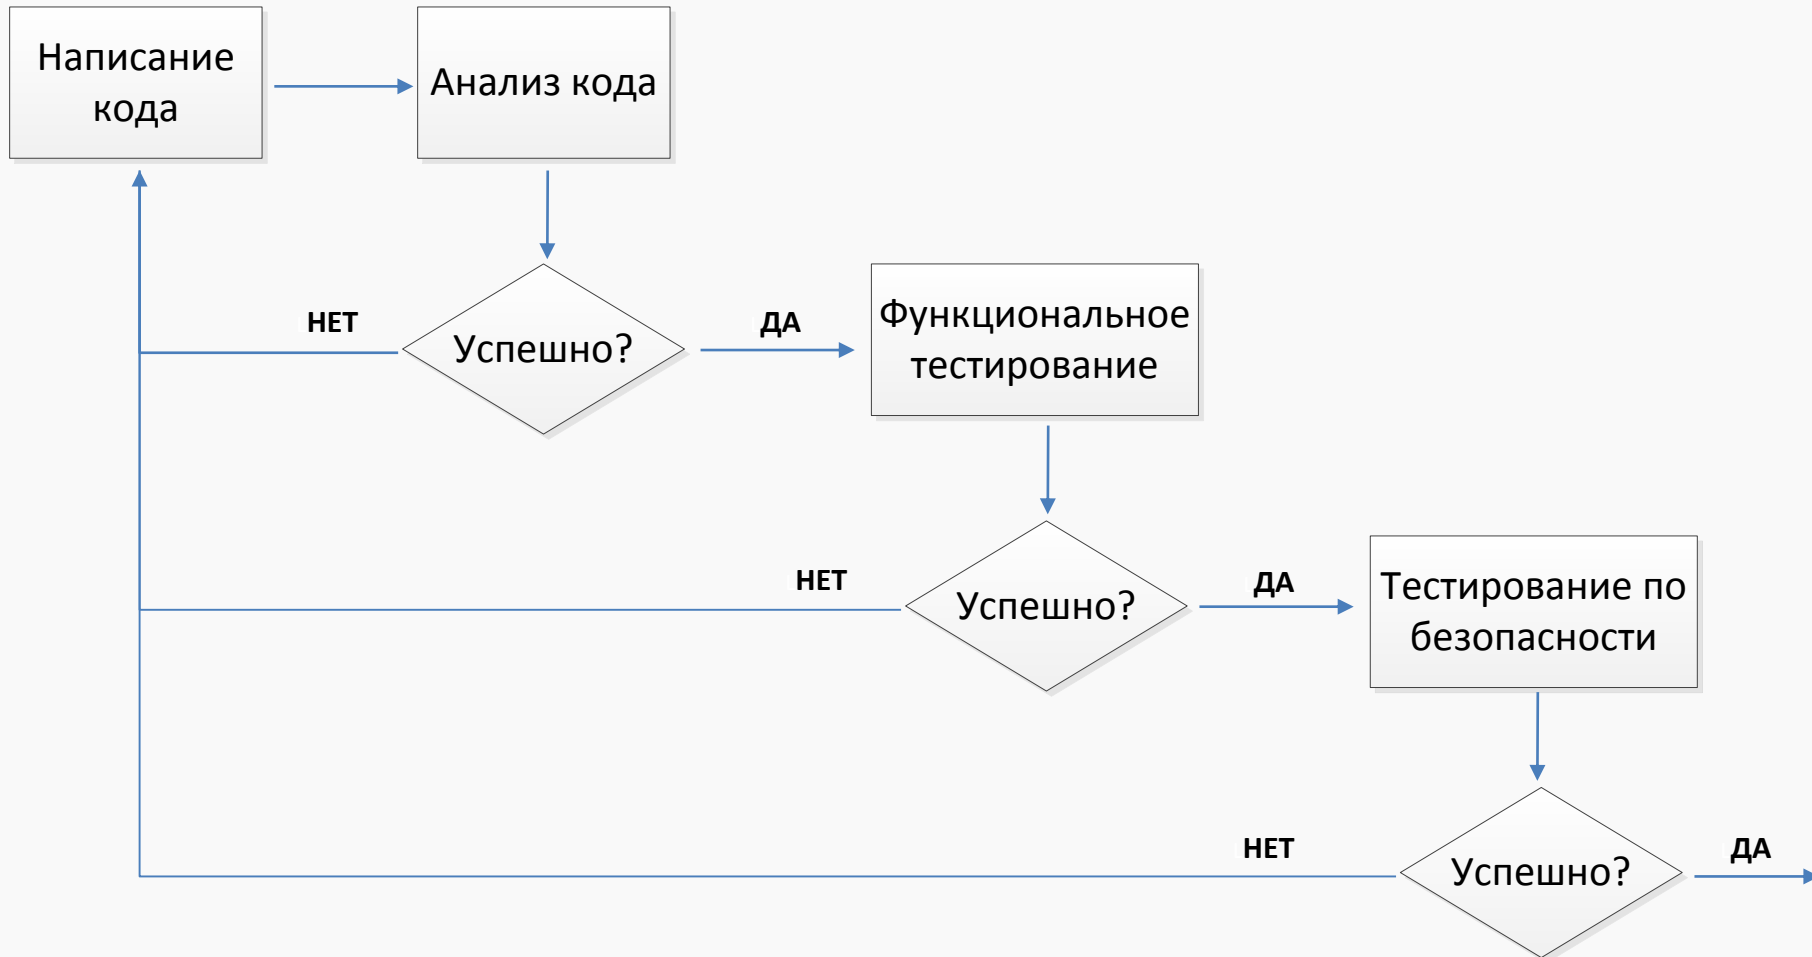 Написание
кода
Анализ кода
НЕТ
Успешно?
ДА
Функциональное
тестирование
НЕТ
Успешно?
ДА
Тестирование по
безопасности
НЕТ
Успешно?
ДА